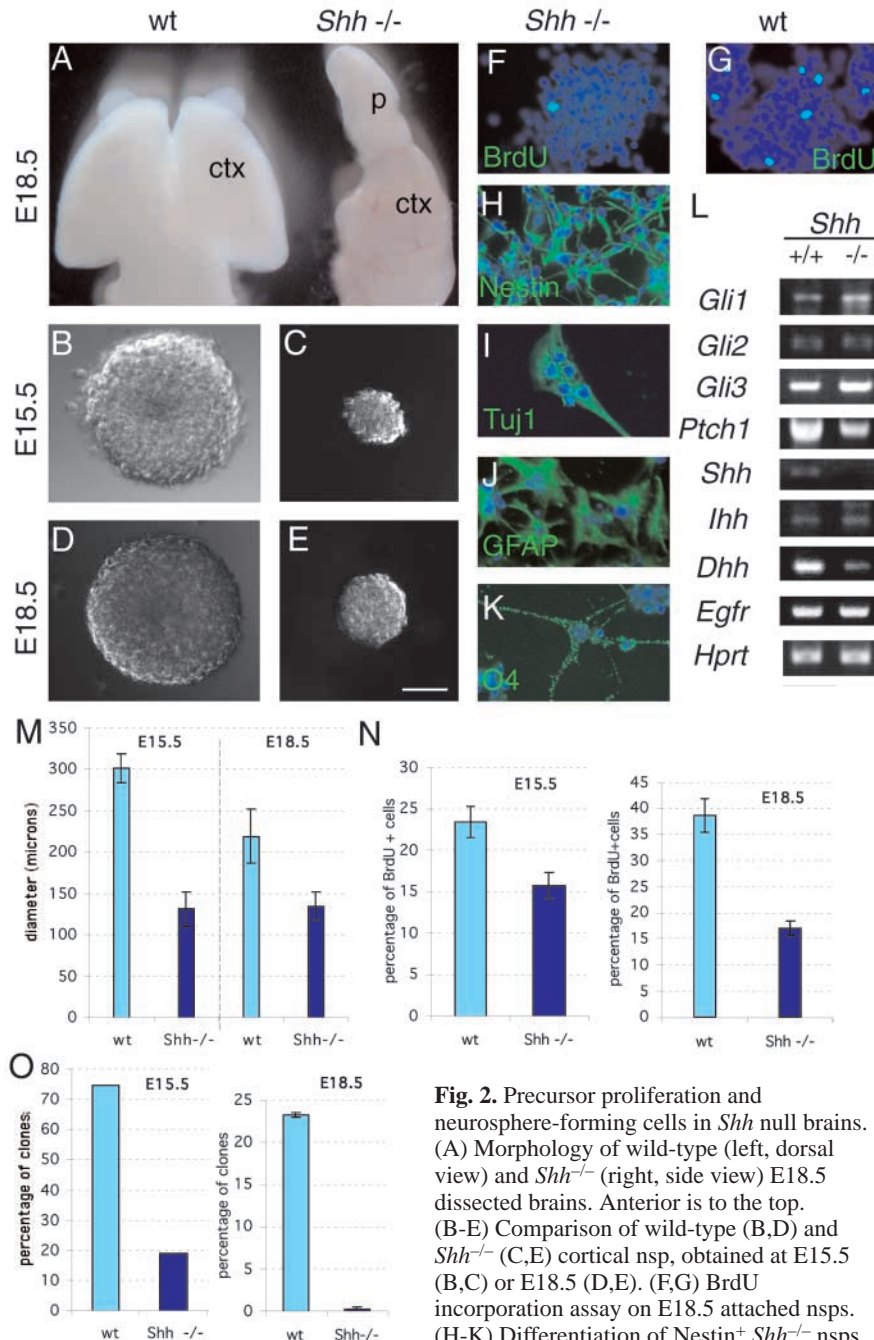 wt
Shh -/-
Shh -/-
wt
A
ctx
p
ctx
E18.5
F
BrdU
G
BrdU
H
Nestin
I
Tuj1
J
GFAP
K
O4
L
Shh
+/+ -/-
Gli1
Gli2
Gli3
Ptch1
Shh
Ihh
Dhh
Egfr
Hprt
B
C
E15.5
D
E
E18.5
M
E15.5
E18.5
diameter (microns)
350
300
250
200
150
100
50
0
wt
Shh-/-
wt
Shh-/-
N
E15.5
percentage of BrdU + cells
30
25
20
15
10
5
0
wt
Shh-/-
E18.5
percentage of BrdU+cells
45
40
35
30
25
20
15
10
5
0
wt
Shh -/-
O
E15.5
percentage of clones
80
70
60
50
40
30
20
10
0
wt
Shh -/-
E18.5
percentage of clones
25
20
15
10
5
0
wt
Shh-/-
Fig. 2. Precursor proliferation and
neurosphere-forming cells in Shh null brains.
(A) Morphology of wild-type (left, dorsal
view) and Shh–/– (right, side view) E18.5
dissected brains. Anterior is to the top.
(B-E) Comparison of wild-type (B,D) and
Shh–/– (C,E) cortical nsp, obtained at E15.5
(B,C) or E18.5 (D,E). (F,G) BrdU
incorporation assay on E18.5 attached nsps.
(H-K) Differentiation of Nestin+ Shh–/– nsps